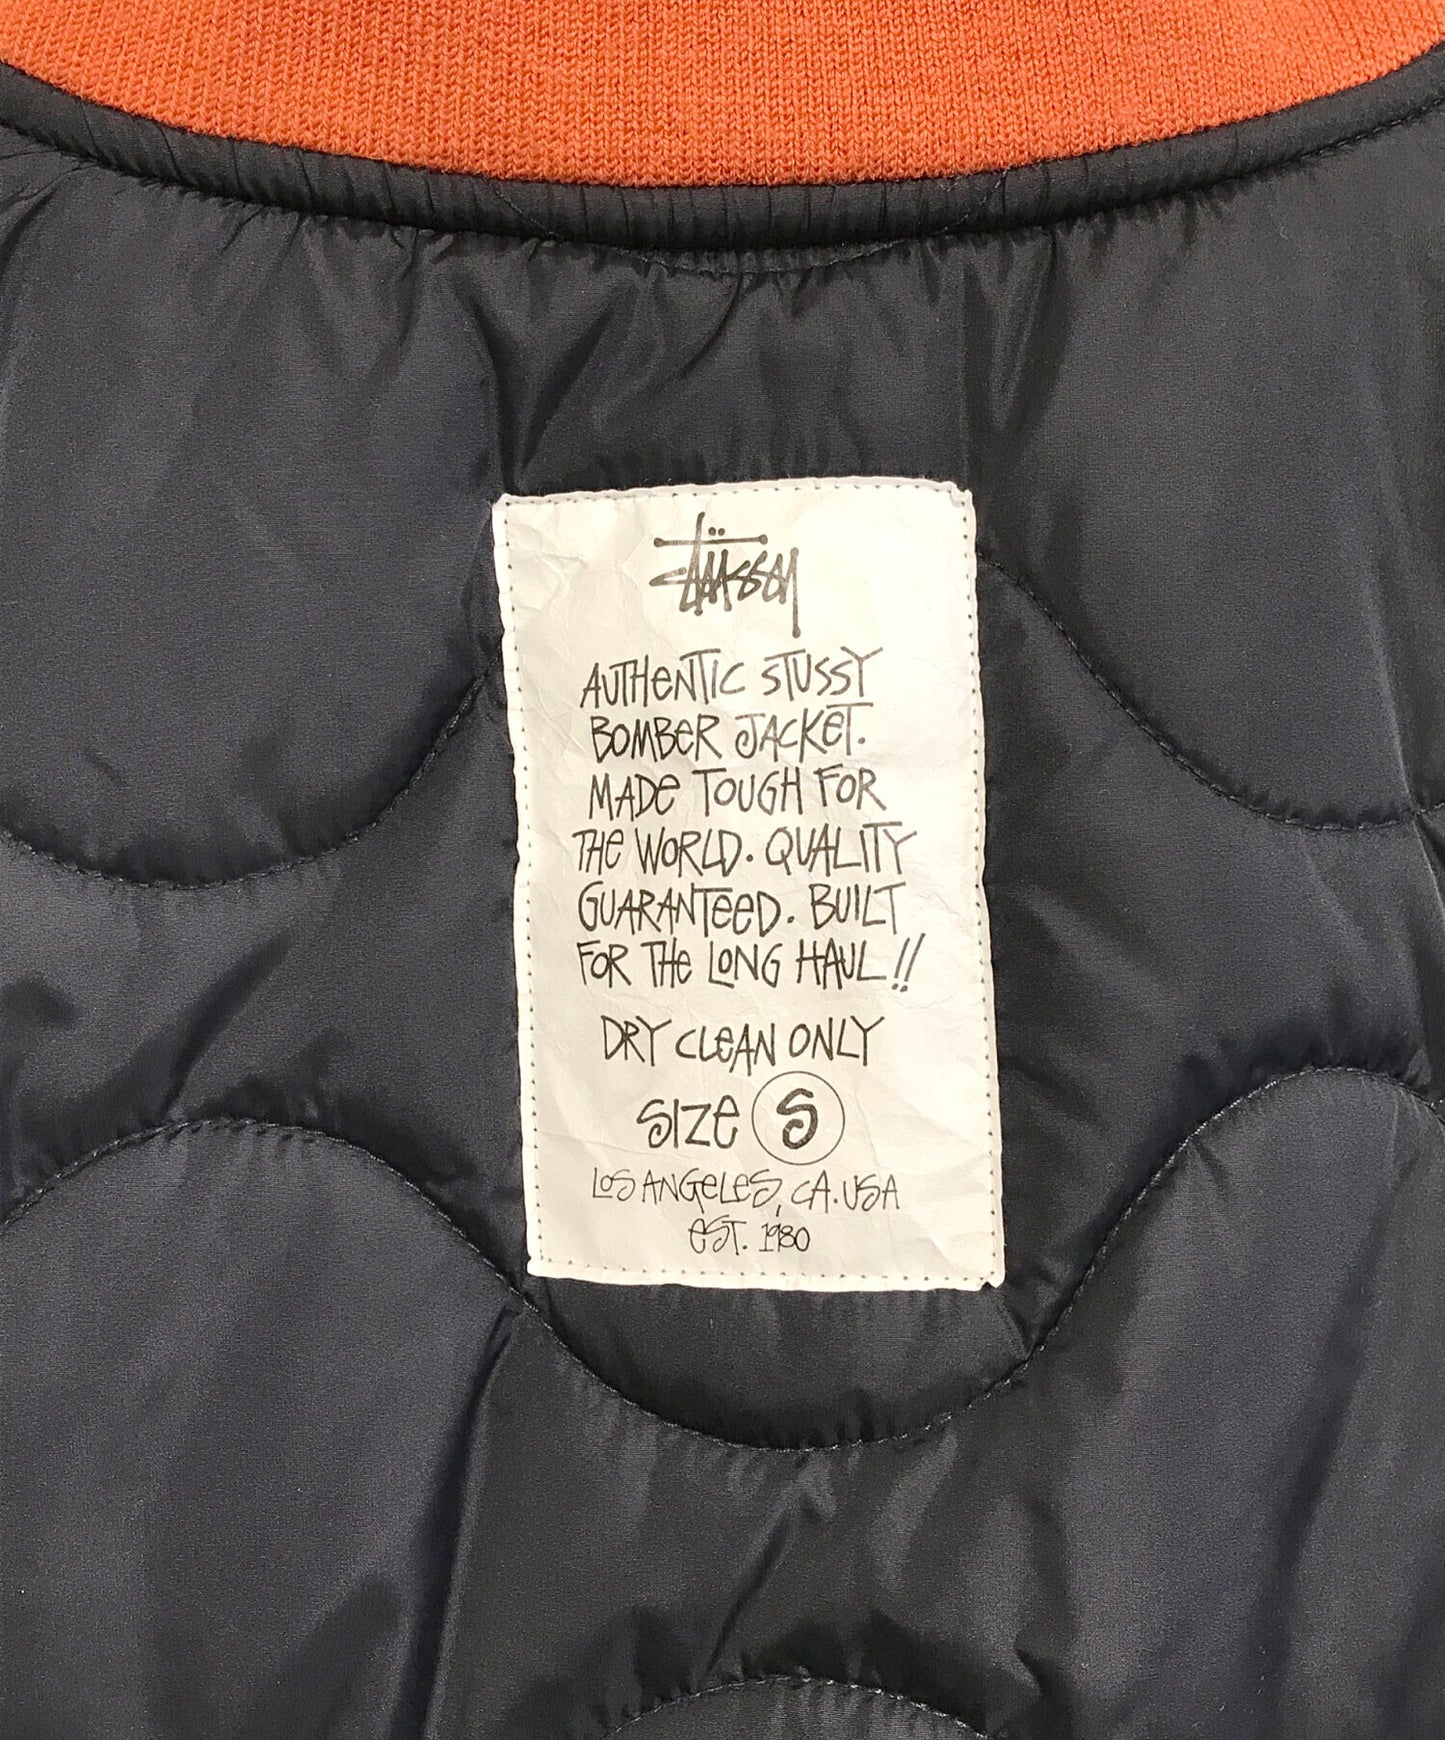 Stüssy
AUTHENTIC STUSSY
BOMBER JACKET.
MADE TOUGH FOR
THE WORLD. QUALITY
GUARANTEED. BUILT
FOR THE LONG HAUL!!
DRY CLEAN ONLY
SIZE S
LOS ANGELES, CA. USA
EST. 1980